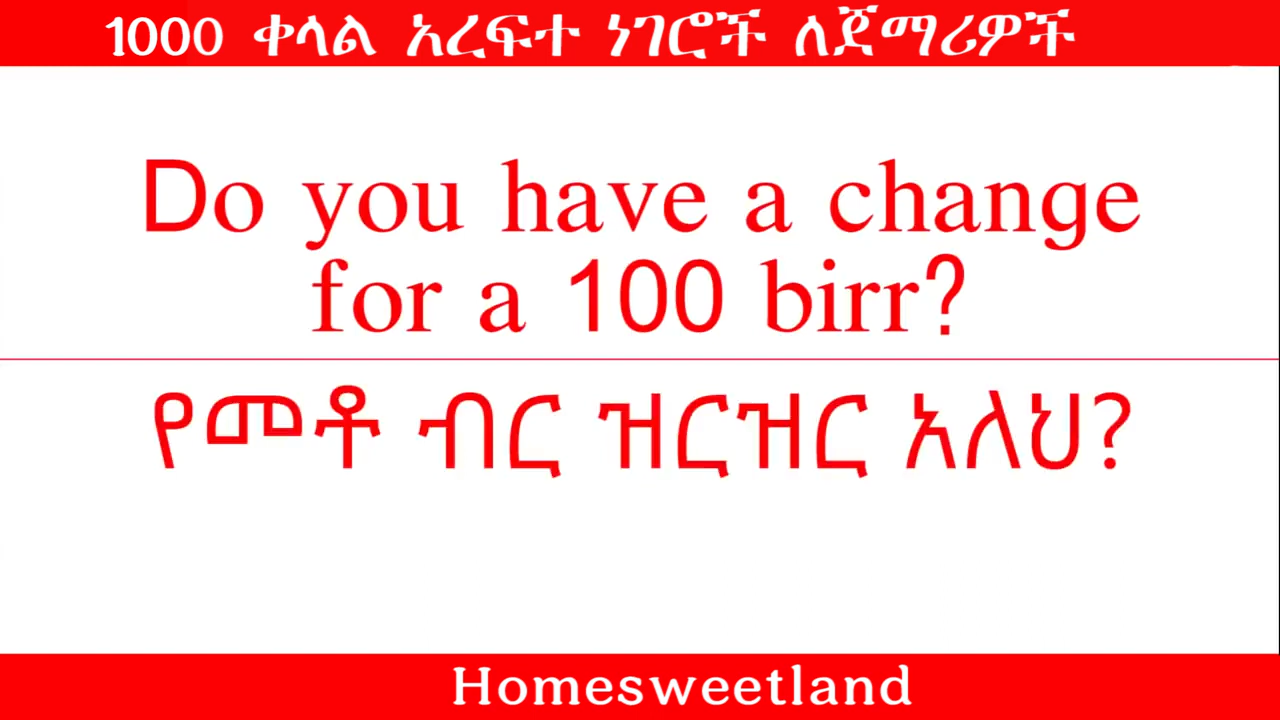 1000 ቀላል አረፍተ ነገሮች ለጀማሪዎች
Do you have a change
for a 100 birr?
የመቶ ብር ዝርዝር አለህ?
Homesweetland